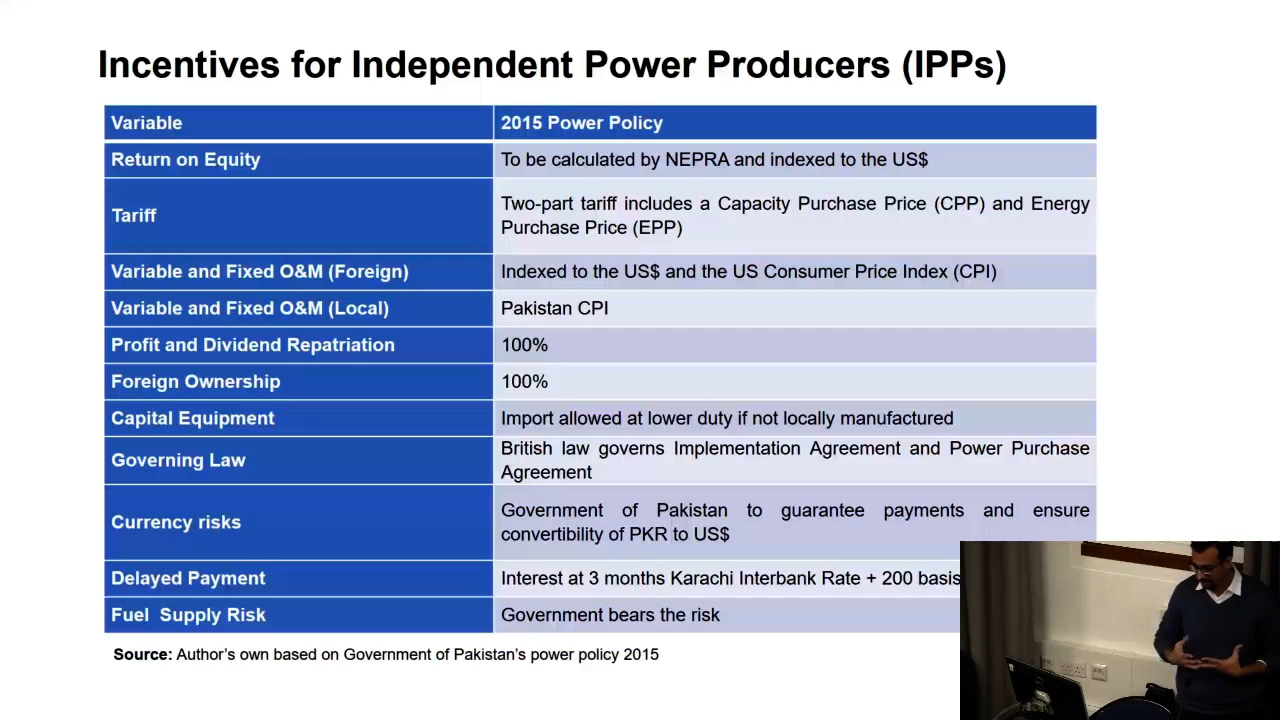 Incentives for Independent Power Producers (IPPs)
Variable
2015 Power Policy
Return on Equity
To be calculated by NEPRA and indexed to the US$
Tariff
Two-part tariff includes a Capacity Purchase Price (CPP) and Energy
Purchase Price (EPP)
Variable and Fixed O&M (Foreign)
Indexed to the US$ and the US Consumer Price Index (CPI)
Variable and Fixed O&M (Local)
Pakistan CPI
Profit and Dividend Repatriation
100%
Foreign Ownership
100%
Capital Equipment
Import allowed at lower duty if not locally manufactured
Governing Law
British law governs Implementation Agreement and Power Purchase
Agreement
Currency risks
Government of Pakistan to guarantee payments and ensure
convertibility of PKR to US$
Delayed Payment
Interest at 3 months Karachi Interbank Rate + 200 basis
Fuel Supply Risk
Government bears the risk
Source: Author's own based on Government of Pakistan's power policy 2015